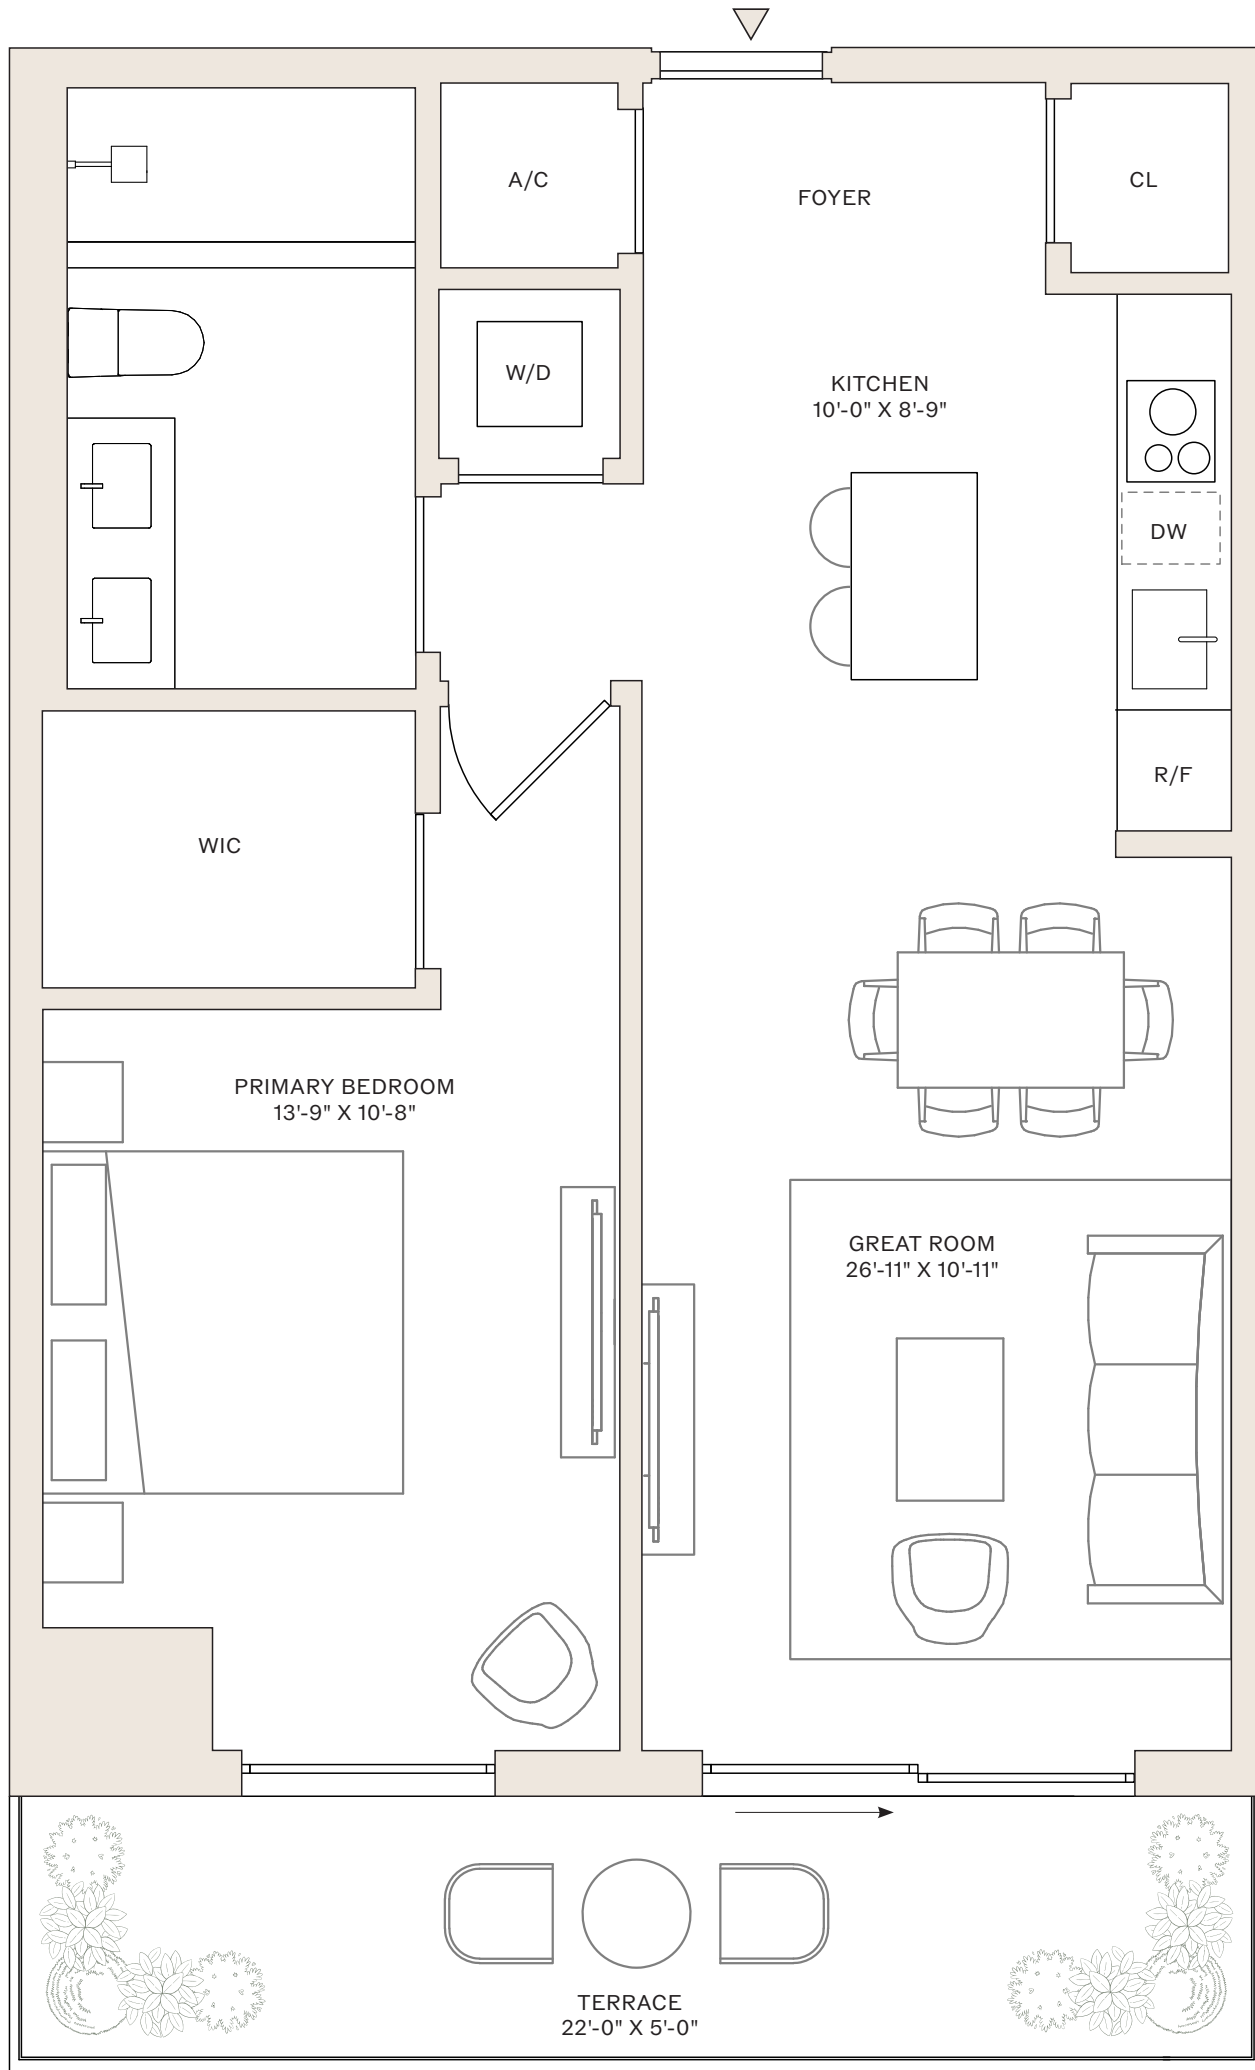 A/C
FOYER
CL
W/D
KITCHEN
10'-0" X 8'-9"
DW
R/F
WIC
PRIMARY BEDROOM
13'-9" X 10'-8"
GREAT ROOM
26'-11" X 10'-11"
TERRACE
22'-0" X 5'-0"